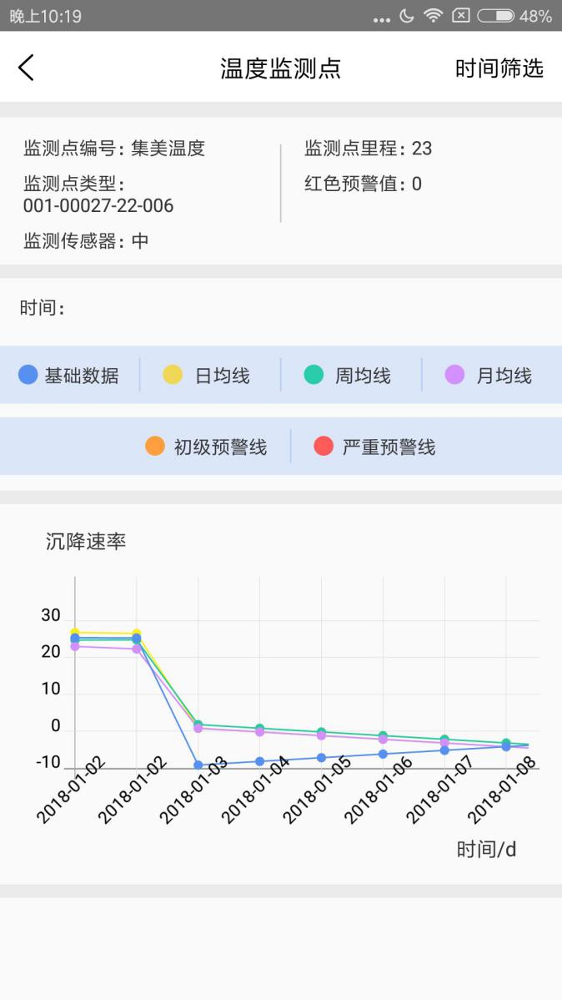 晚上10:19
48%
温度监测点
时间筛选
监测点编号: 集美温度
监测点类型:
001-00027-22-006
监测传感器: 中
监测点里程: 23
红色预警值: 0
时间:
基础数据
日均线
周均线
月均线
初级预警线
严重预警线
沉降速率
30
20
10
0
-10
2018-01-02
2018-01-02
2018-01-03
2018-01-04
2018-01-05
2018-01-06
2018-01-07
2018-01-08
时间/d